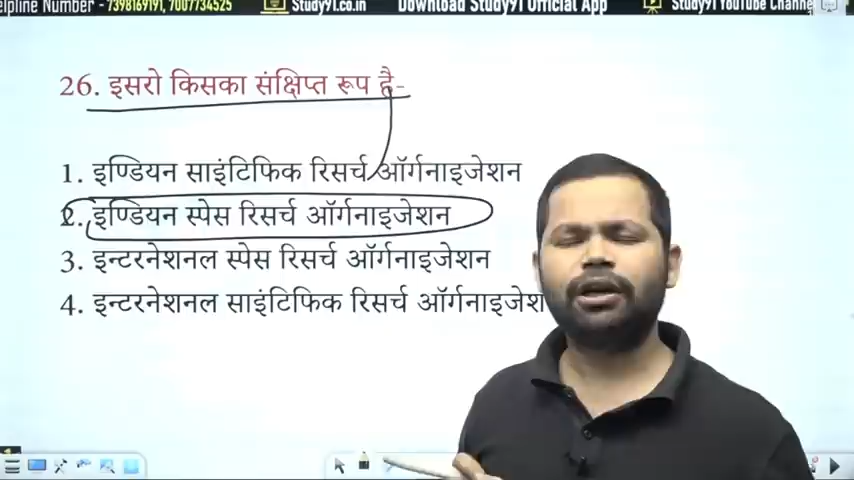 elpline Number - 7398169191, 7007734525 Study91.co.in Download Study91 Official App Study91 YouTube Channe
26. इसरो किसका संक्षिप्त रूप है-
1. इण्डियन साइंटिफिक रिसर्च ऑर्गनाइजेशन
2. इण्डियन स्पेस रिसर्च ऑर्गनाइजेशन
3. इन्टरनेशनल स्पेस रिसर्च ऑर्गनाइजेशन
4. इन्टरनेशनल साइंटिफिक रिसर्च ऑर्गनाइजेश